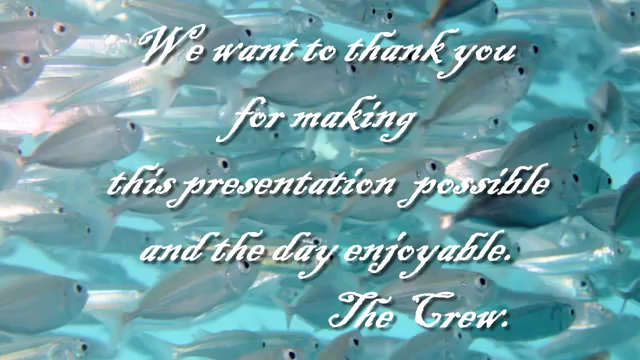 We want to thank you
for making
this presentation possible
and the day enjoyable.
The Crew.